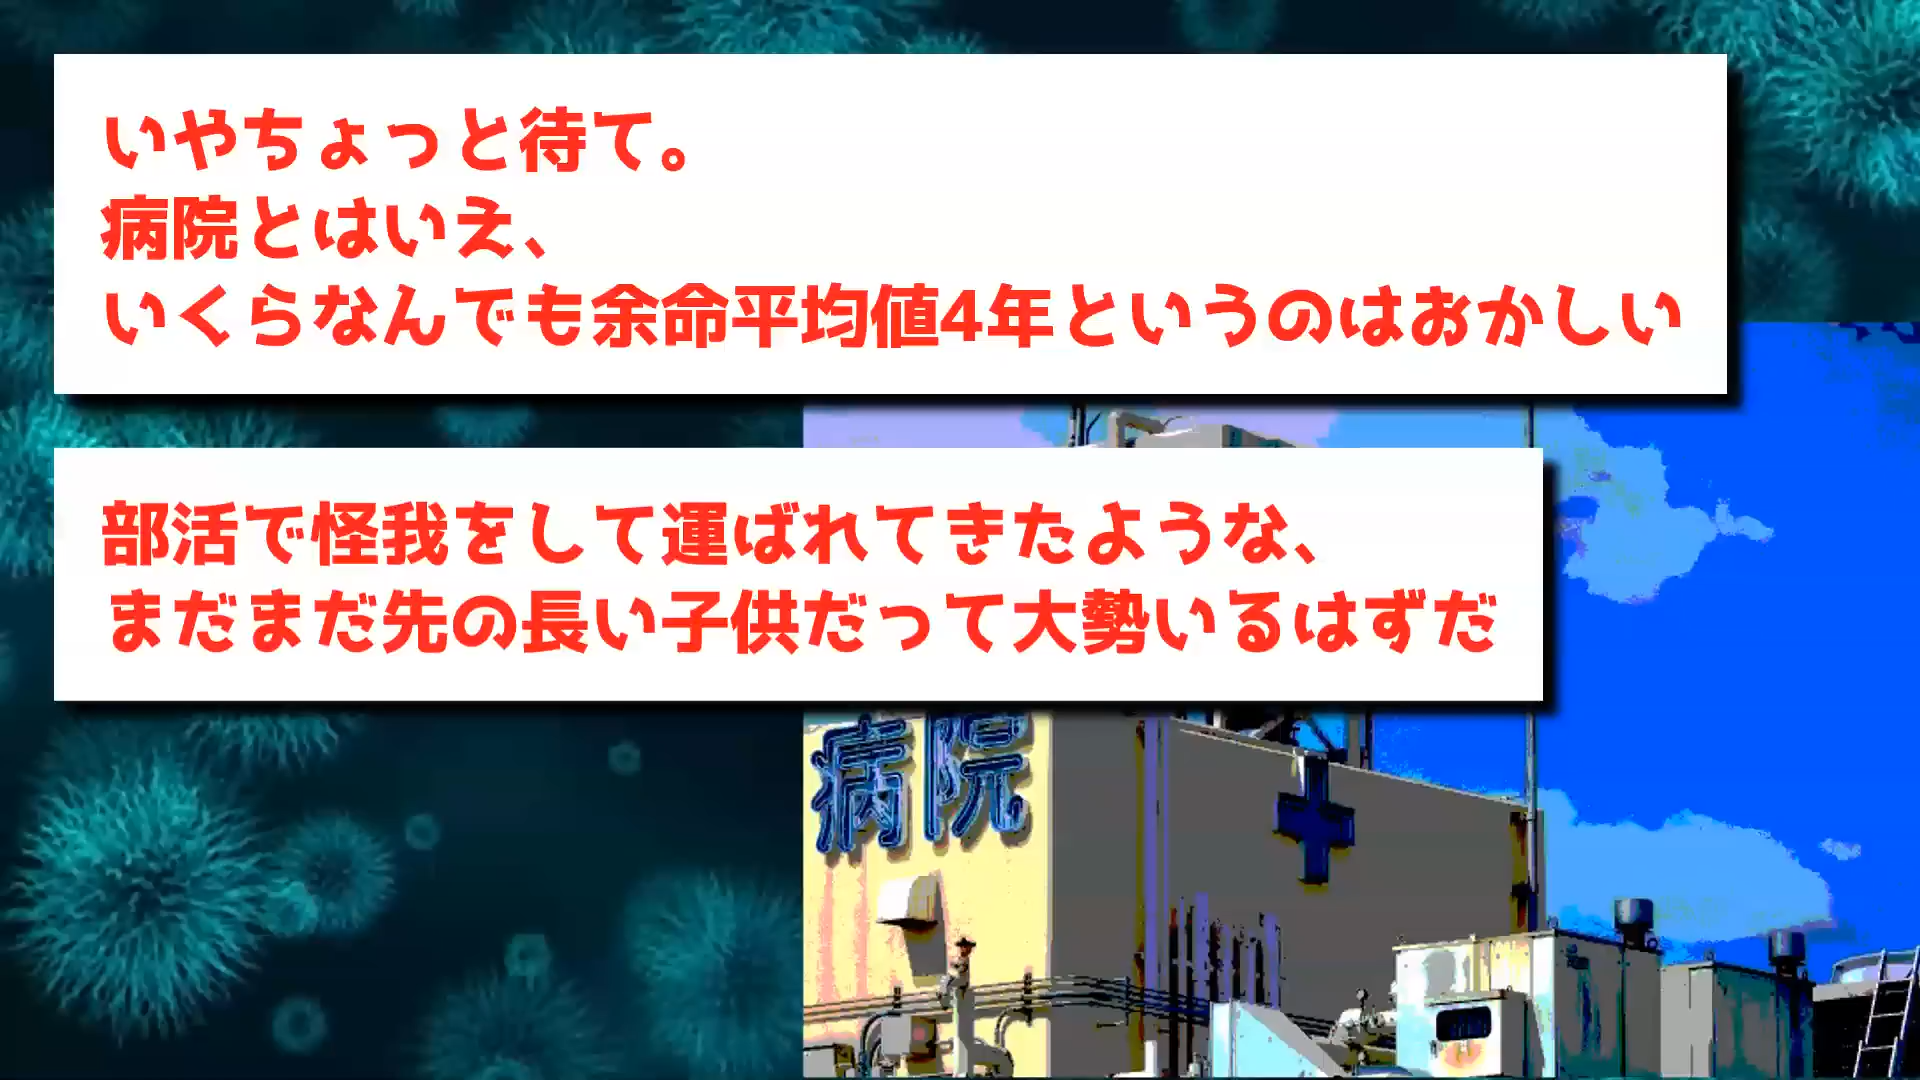 いやちょっと待て。
病院とはいえ、
いくらなんでも余命平均値4年というのはおかしい
部活で怪我をして運ばれてきたような、
まだまだ先の長い子供だって大勢いるはずだ
病院